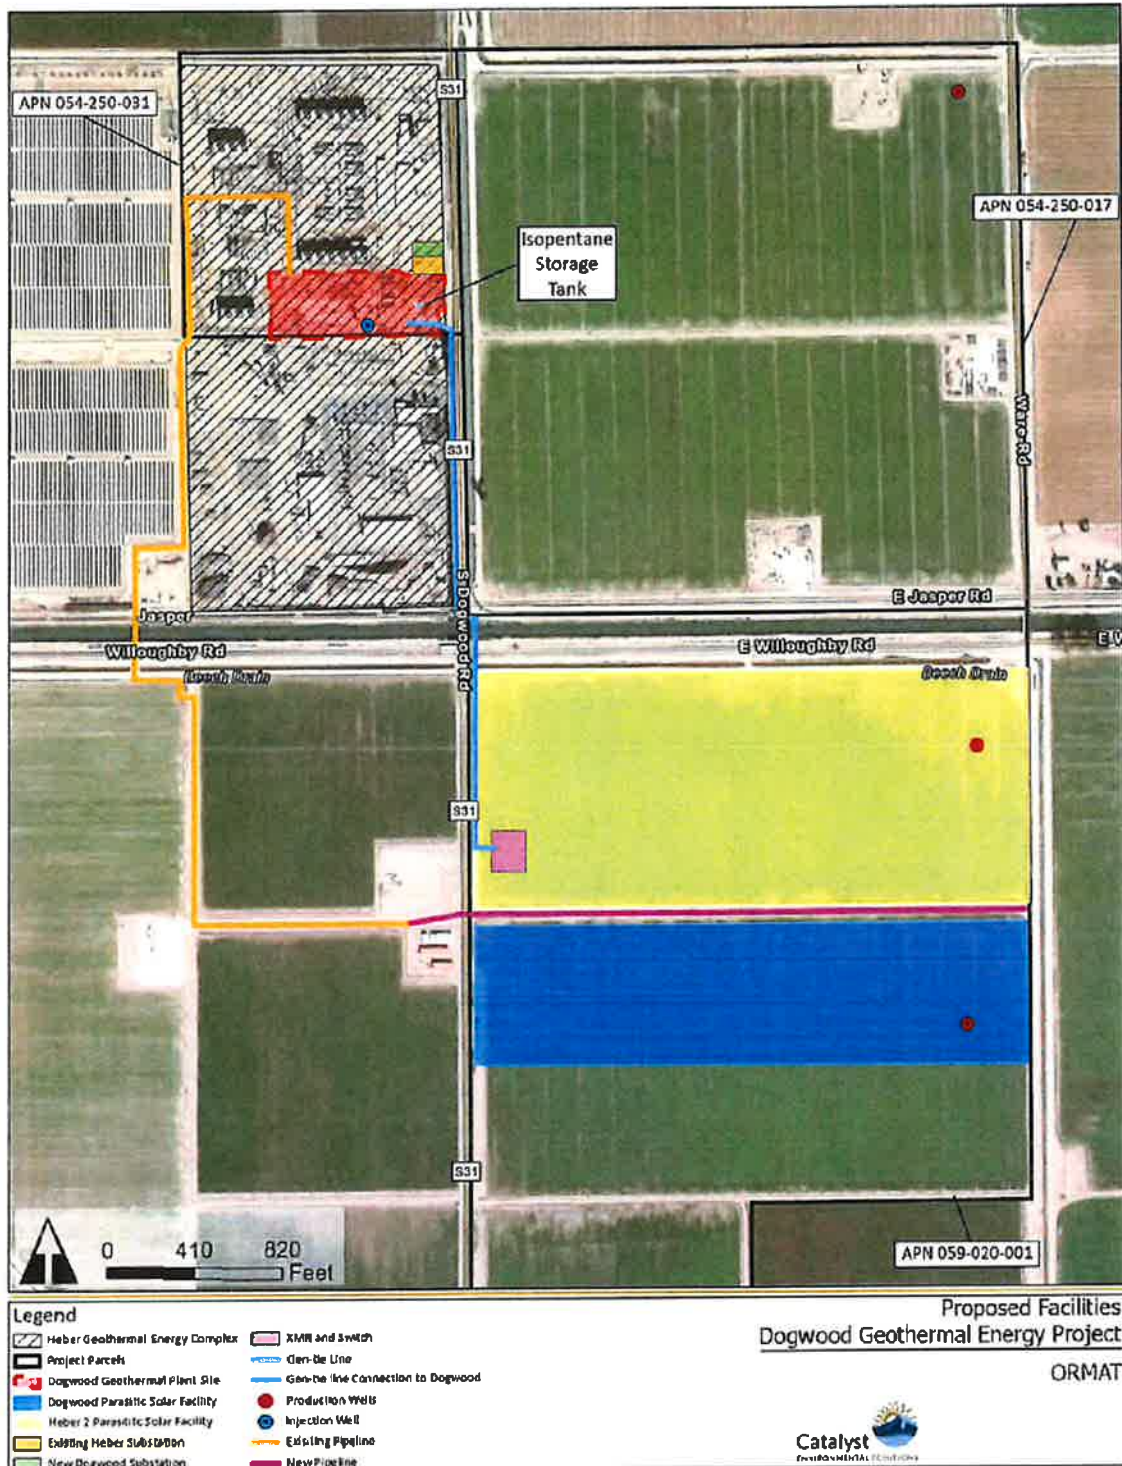 S31
APN 054-250-031
APN 054-250-017
Isopentane
Storage
Tank
Ware Rd
S31
S Dogwood Rd
E Jasper Rd
Jasper
Willoughby Rd
E Willoughby Rd
E W
Beech Drain
Beech Drain
S31
S31
APN 059-020-001
0 410 820
Feet
Legend
Heber Geothermal Energy Complex
Project Parcels
Dogwood Geothermal Plant Site
Dogwood Parasitic Solar Facility
Heber 2 Parasitic Solar Facility
Existing Heber Substation
New Dogwood Substation
XMR and Switch
Gen-tie Line
Gen-tie line Connection to Dogwood
Production Wells
Injection Well
Existing Pipeline
New Pipeline
Proposed Facilities
Dogwood Geothermal Energy Project
ORMAT
Catalyst
ENVIRONMENTAL SOLUTIONS